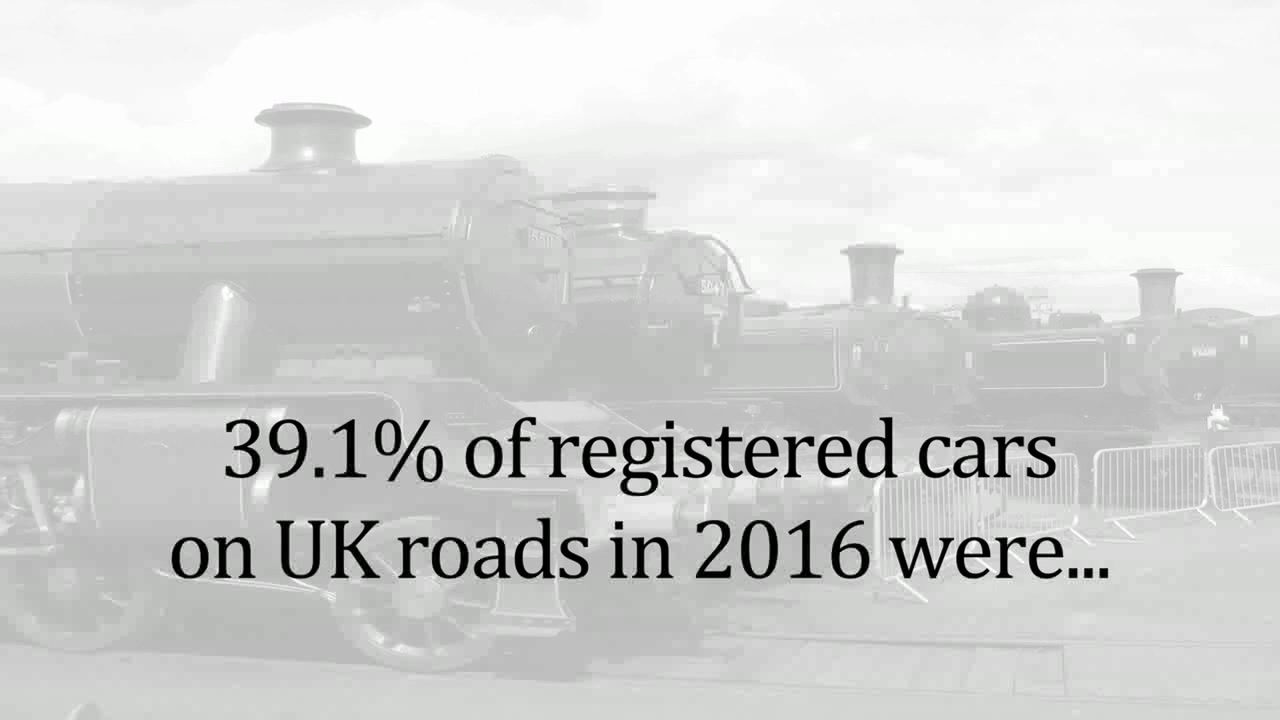 39.1% of registered cars
on UK roads in 2016 were...